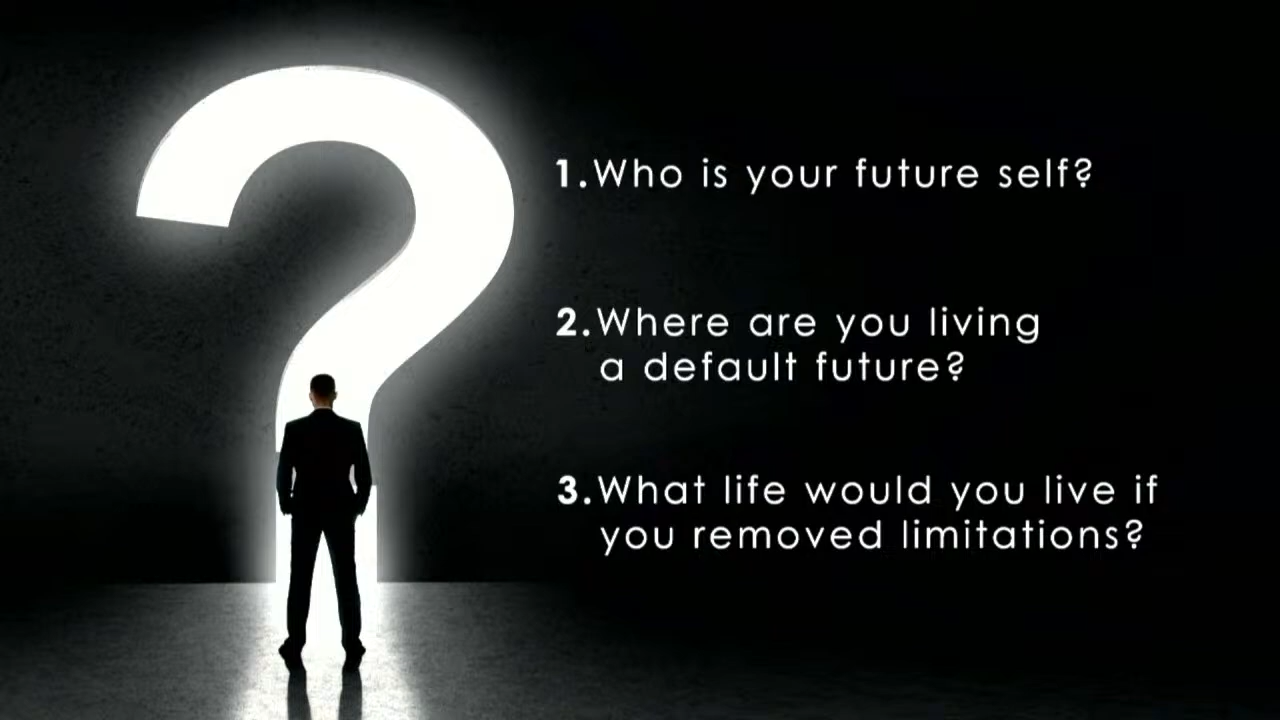 1.Who is your future self?
2.Where are you living
a default future?
3.What life would you live if
you removed limitations?